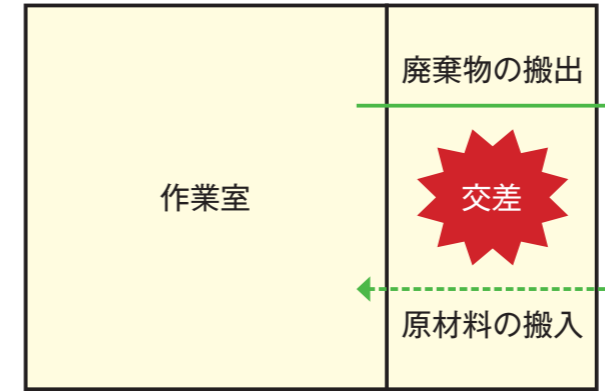 廃棄物の搬出
作業室
交差
原材料の搬入